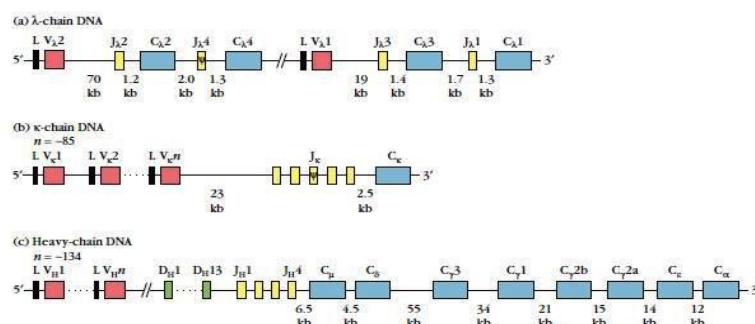 (a) λ-chain DNA
L Vλ2 Jλ2 Cλ2 Jλ4 Cλ4 L Vλ1 Jλ3 Cλ3 Jλ1 Cλ1
5′ ψ // 3′
70 kb 1.2 kb 2.0 kb 1.3 kb 19 kb 1.4 kb 1.7 kb 1.3 kb
(b) κ-chain DNA
n = ~85
L Vκ1 L Vκ2 L Vκn Jκ Cκ
5′ ψ 3′
23 kb 2.5 kb
(c) Heavy-chain DNA
n = ~134
L VH1 L VHn DH1 DH13 JH1 JH4 Cμ Cδ Cγ3 Cγ1 Cγ2b Cγ2a Cε Cα
5′ // 3′
6.5 kb 4.5 kb 55 kb 34 kb 21 kb 15 kb 14 kb 12 kb